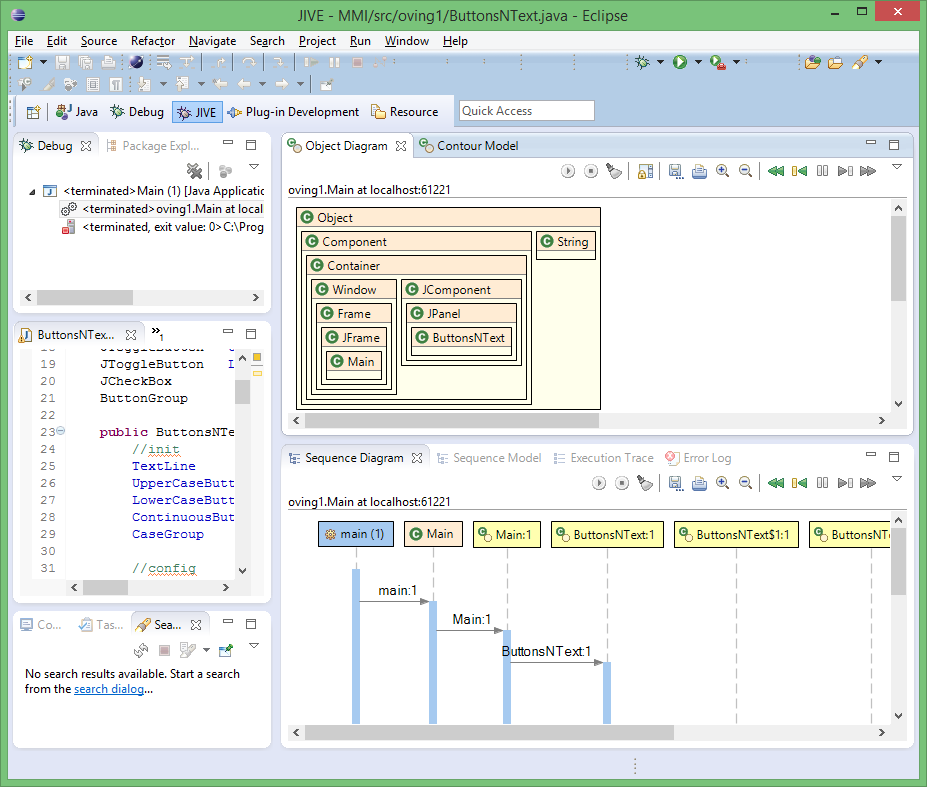 JIVE - MMI/src/oving1/ButtonsNText.java - Eclipse
File Edit Source Refactor Navigate Search Project Run Window Help
Java Debug JIVE Plug-in Development Resource Quick Access
Debug Package Expl...
<terminated>Main (1) [Java Applicatic
<terminated>oving1.Main at local
<terminated, exit value: 0>C:\Prog
Object Diagram Contour Model
oving1.Main at localhost:61221
Object
Component String
Container
Window JComponent
Frame JPanel
JFrame ButtonsNText
Main
ButtonsNTex... »1
19 JToggleButton
20 JCheckBox
21 ButtonGroup
22
23 public ButtonsNTe
24 //init
25 TextLine
26 UpperCaseButt
27 LowerCaseButt
28 ContinuousBut
29 CaseGroup
30
31 //config
Sequence Diagram Sequence Model Execution Trace Error Log
oving1.Main at localhost:61221
main (1) Main Main:1 ButtonsNText:1 ButtonsNText$1:1 ButtonsNT
main:1
Main:1
ButtonsNText:1
Co... Tas... Sea...
No search results available. Start a search
from the search dialog...